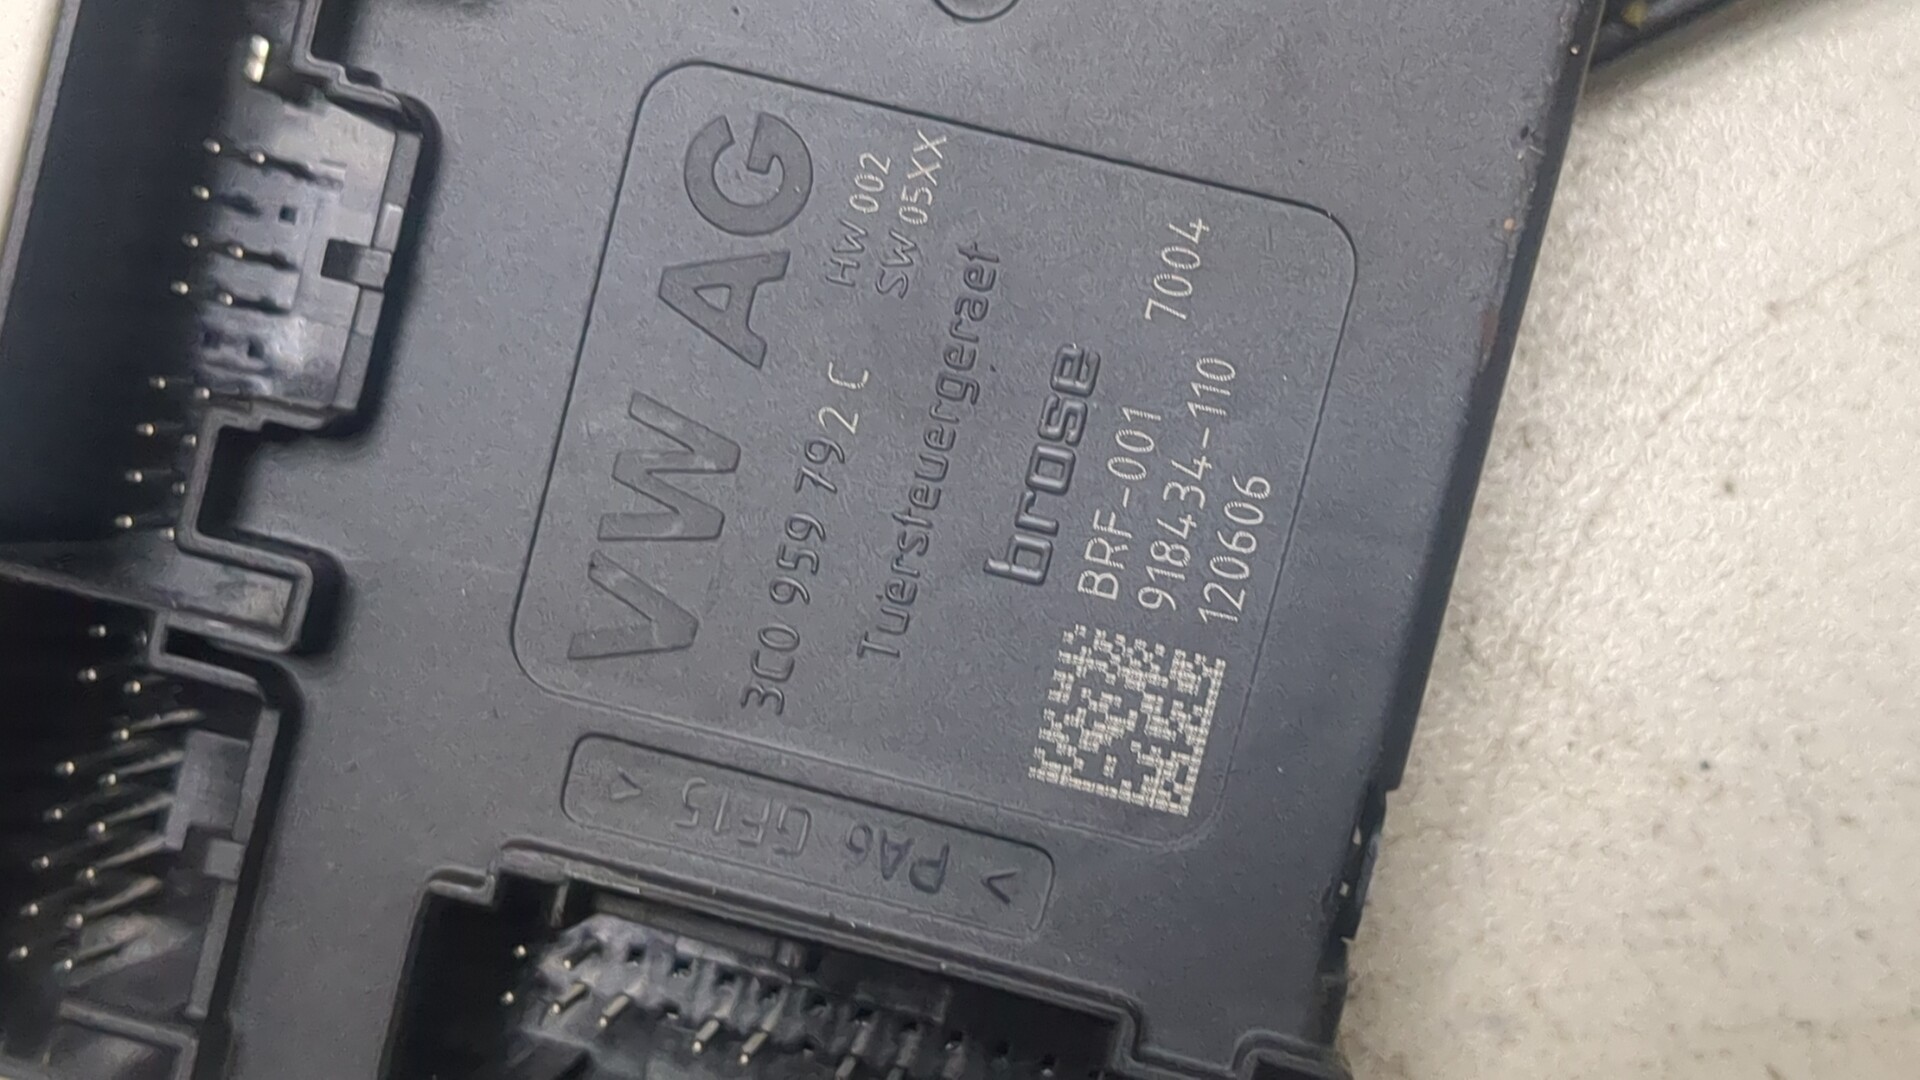 VW AG
3C0 959 792 C HW 002
SW 05XX
Tuersteuergeraet
brose
BRF-001 7004
918434-110
120606
> PA6 GF15 <